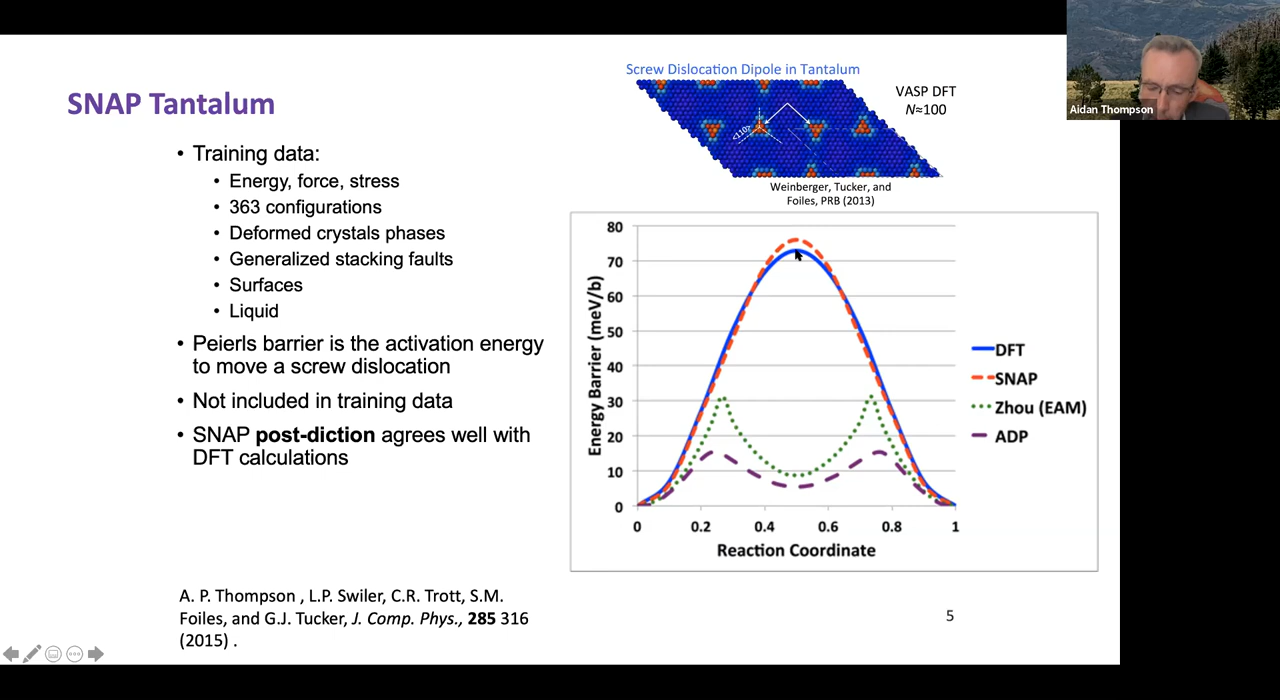 SNAP Tantalum
• Training data:
• Energy, force, stress
• 363 configurations
• Deformed crystals phases
• Generalized stacking faults
• Surfaces
• Liquid
• Peierls barrier is the activation energy
to move a screw dislocation
• Not included in training data
• SNAP post-diction agrees well with
DFT calculations
A. P. Thompson , L.P. Swiler, C.R. Trott, S.M.
Foiles, and G.J. Tucker, J. Comp. Phys., 285 316
(2015) .
Screw Dislocation Dipole in Tantalum
<110>
VASP DFT
N≈100
Weinberger, Tucker, and
Foiles, PRB (2013)
Energy Barrier (meV/b)
80
70
60
50
40
30
20
10
0
0 0.2 0.4 0.6 0.8 1
Reaction Coordinate
DFT
SNAP
Zhou (EAM)
ADP
5
Aidan Thompson